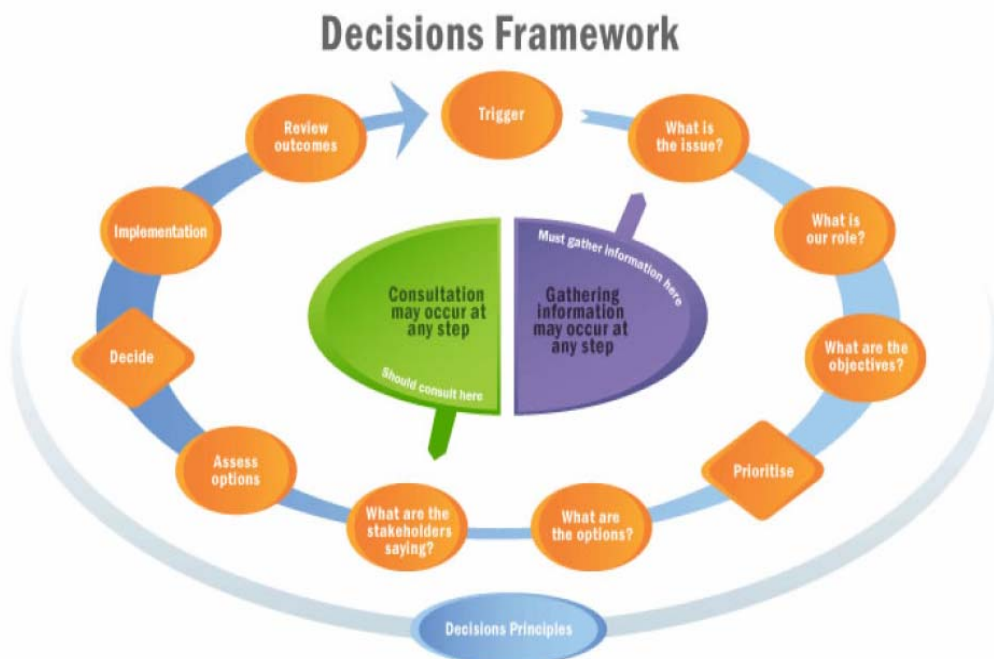 Decisions Framework
Trigger
What is
the issue?
What is
our role?
What are the
objectives?
Prioritise
What are
the options?
What are the
stakeholders
saying?
Assess
options
Decide
Implementation
Review
outcomes
Consultation
may occur at
any step
Should consult here
Must gather information here
Gathering
information
may occur at
any step
Decisions Principles